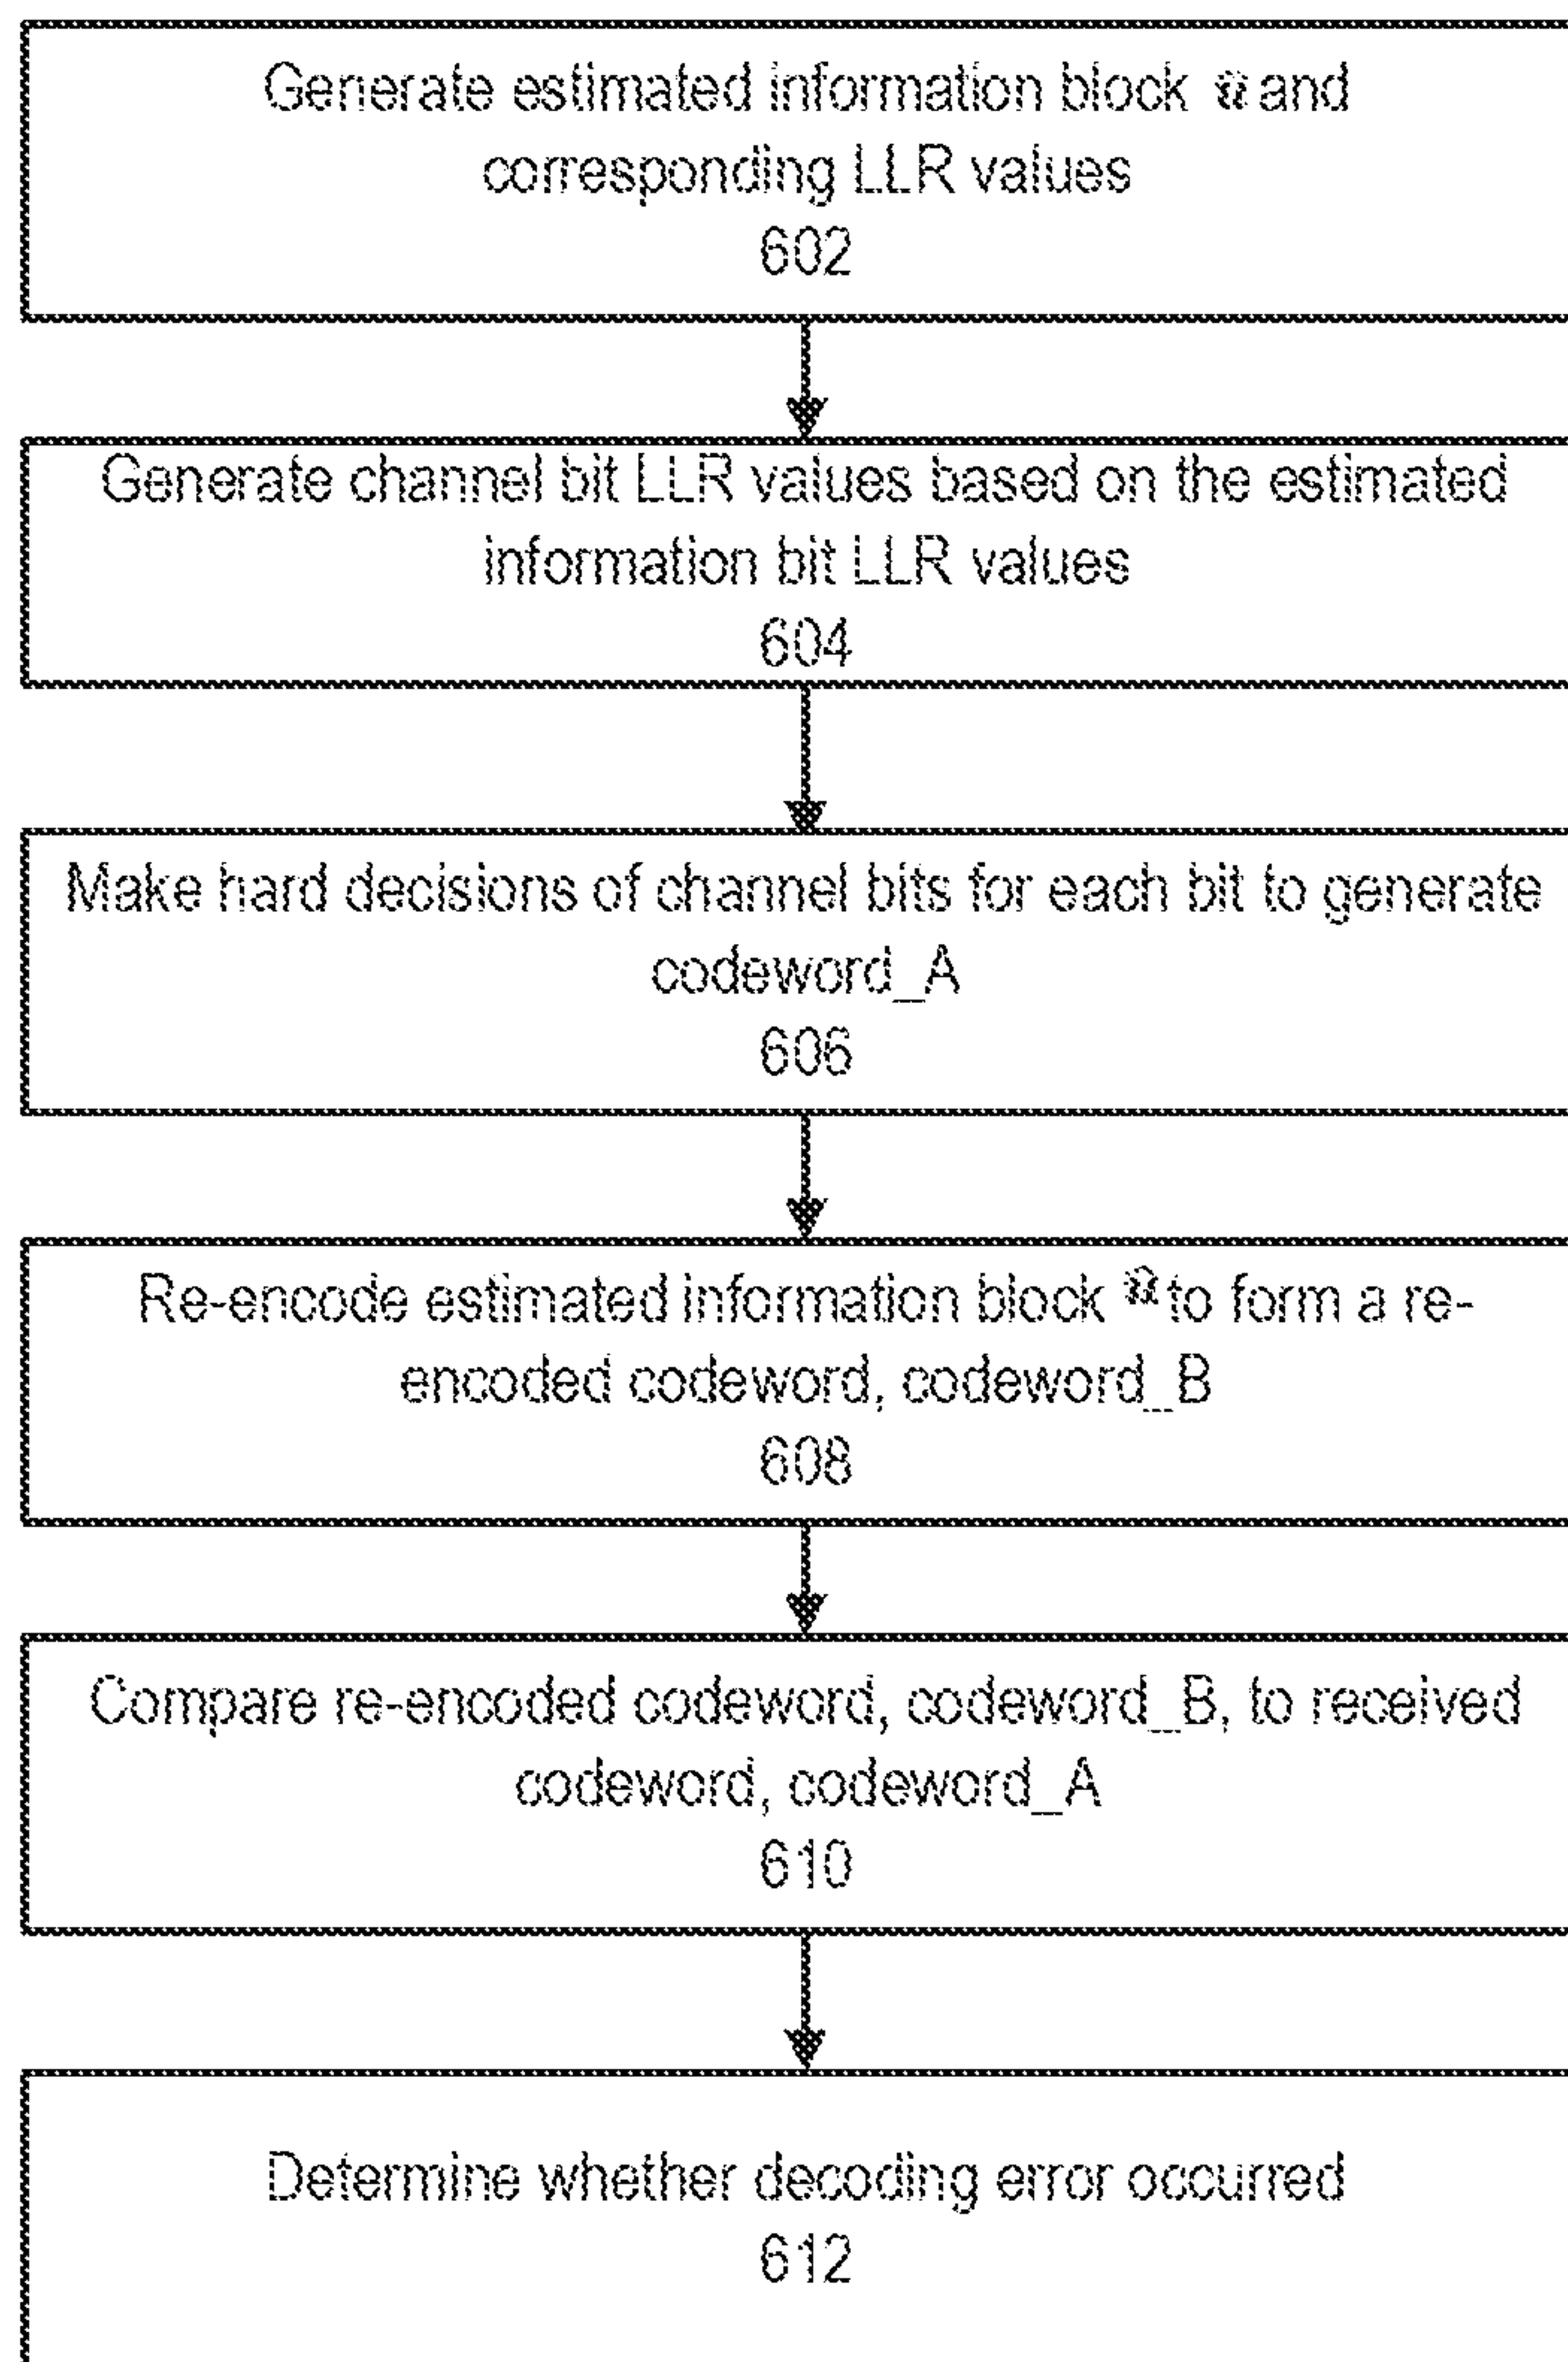 Generate estimated information block û and
corresponding LLR values
602
Generate channel bit LLR values based on the estimated
information bit LLR values
604
Make hard decisions of channel bits for each bit to generate
codeword_A
606
Re-encode estimated information block û to form a re-
encoded codeword, codeword_B
608
Compare re-encoded codeword, codeword_B, to received
codeword, codeword_A
610
Determine whether decoding error occurred
612